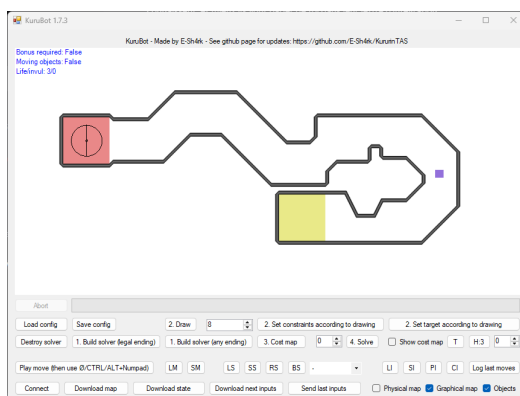 KuruBot 1.7.3
KuruBot - Made by E-Sh4rk - See github page for updates: https://github.com/E-Sh4rk/KururinTAS
Bonus required: False
Moving objects: False
Life/invul: 3/0
Abort
Load config Save config 2. Draw 8 2. Set constraints according to drawing 2. Set target according to drawing
Destroy solver 1. Build solver (legal ending) 1. Build solver (any ending) 3. Cost map 0 4. Solve Show cost map T 0 H:3 0
Play move (then use Ø/CTRL/ALT+Numpad) LM SM LS SS RS BS - LI SI PI CI Log last moves
Connect Download map Download state Download next inputs Send last inputs Physical map Graphical map Objects